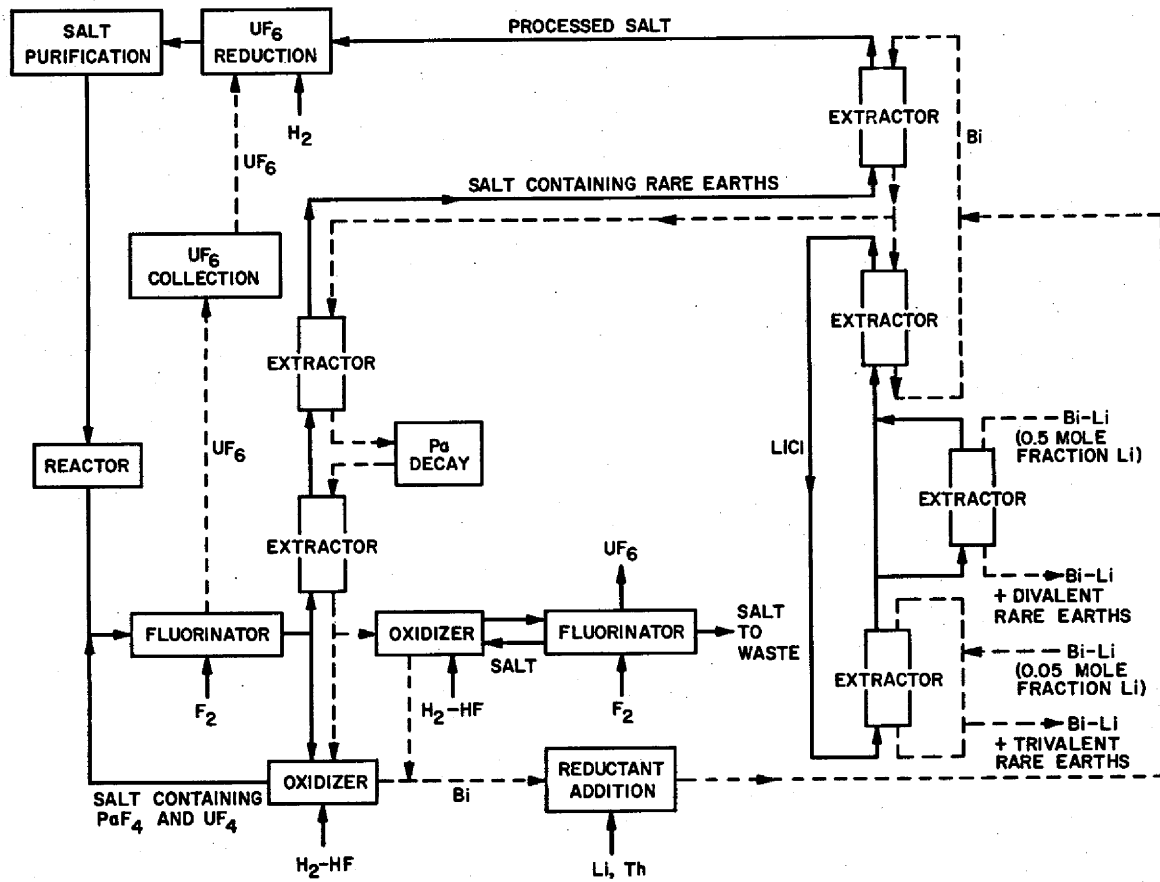 SALT
PURIFICATION
UF6
REDUCTION
PROCESSED SALT
H2
EXTRACTOR
Bi
UF6
SALT CONTAINING RARE EARTHS
UF6
COLLECTION
EXTRACTOR
EXTRACTOR
Pa
DECAY
LiCl
Bi-Li
(0.5 MOLE
FRACTION Li)
REACTOR
UF6
EXTRACTOR
EXTRACTOR
UF6
Bi-Li
+ DIVALENT
RARE EARTHS
FLUORINATOR
OXIDIZER
FLUORINATOR
SALT
TO
WASTE
SALT
Bi-Li
(0.05 MOLE
FRACTION Li)
EXTRACTOR
F2
H2-HF
F2
Bi-Li
+ TRIVALENT
RARE EARTHS
OXIDIZER
REDUCTANT
ADDITION
SALT CONTAINING
PaF4 AND UF4
Bi
H2-HF
Li, Th